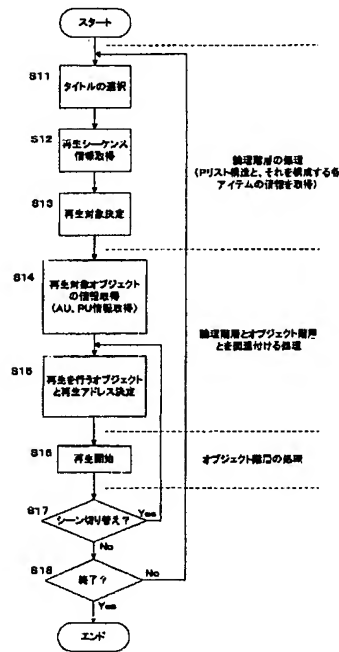 スタート
S11
タイトルの選択
S12
再生シーケンス
情報取得
論理階層の処理
(Pリスト構造と、それを構成する各
アイテムの情報を取得)
S13
再生対象決定
S14
再生対象オブジェクト
の情報取得
(AU、PU情報取得)
論理階層とオブジェクト階層
とを関連付ける処理
S15
再生を行うオブジェクト
と再生アドレス決定
S16
再生開始
オブジェクト階層の処理
S17
シーン切り替え?
Yes
No
S18
終了?
No
Yes
エンド